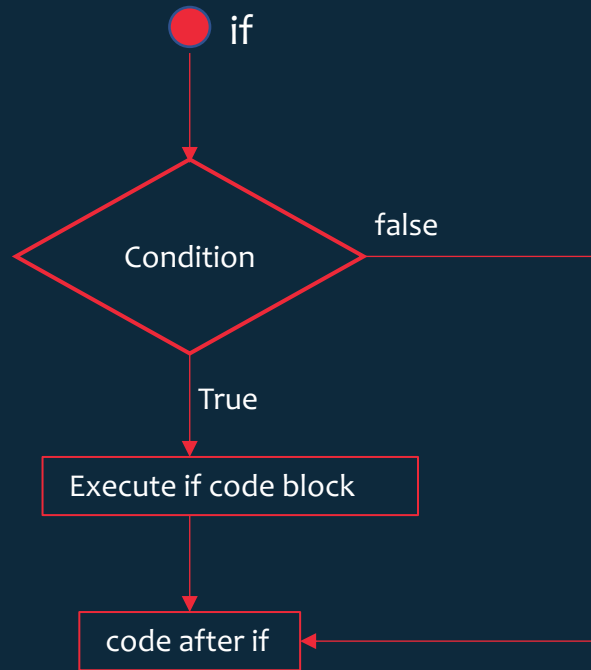 if
Condition
false
True
Execute if code block
code after if